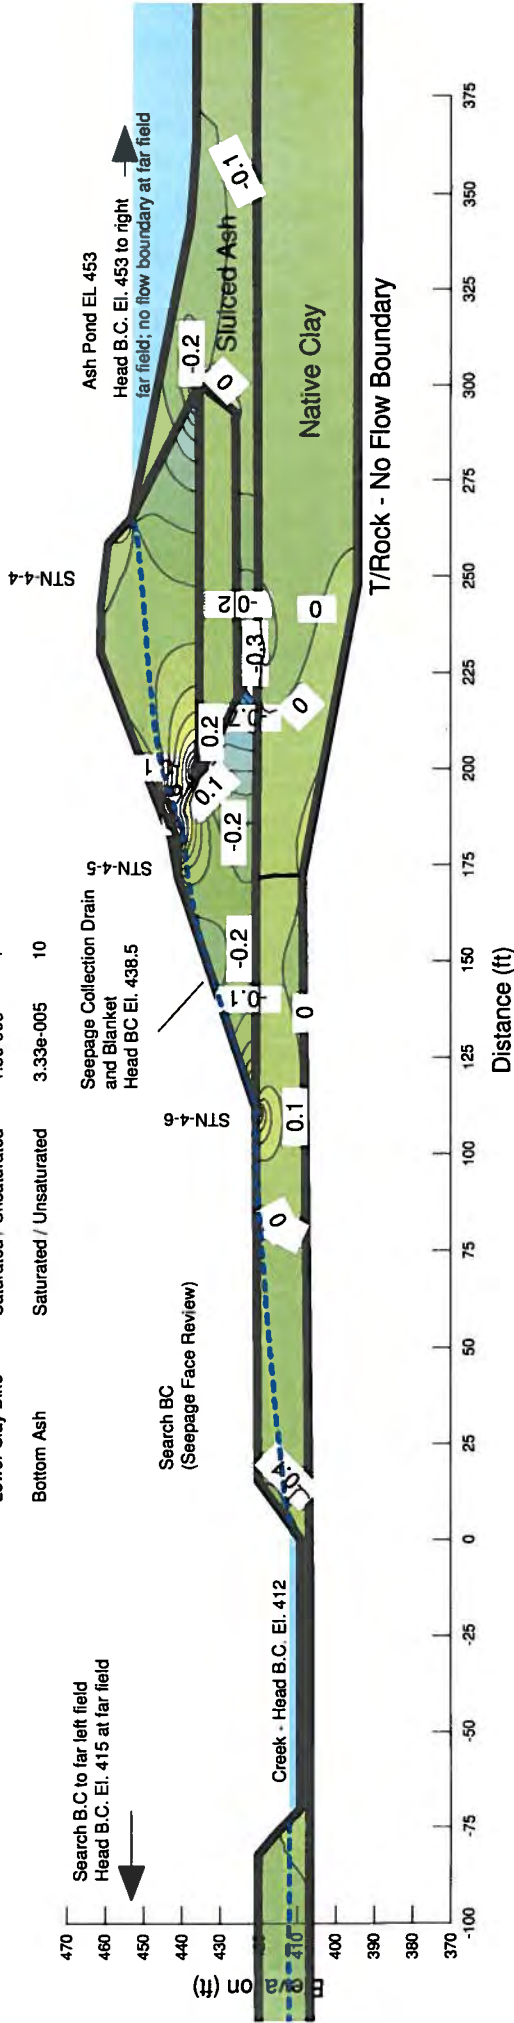 Bottom Ash Saturated / Unsaturated 3.33e-005 10
Search B.C to far left field
Head B.C. El. 415 at far field
Search BC
(Seepage Face Review)
Seepage Collection Drain
and Blanket
Head BC El. 438.5
Ash Pond EL 453
Head B.C. El. 453 to right
far field; no flow boundary at far field
STN-4-6
STN-4-5
STN-4-4
Creek - Head B.C. El. 412
Sluiced Ash
Native Clay
T/Rock - No Flow Boundary
0
0.1
0
-0.1
-0.2
-0.2
0.1
0.2
1
-0.3
-0.2
0
0
-0.2
0
-0.1
470
460
450
440
430
410
400
390
380
370
-100
-75
-50
-25
0
25
50
75
100
125
150
175
200
225
250
275
300
325
350
375
Distance (ft)